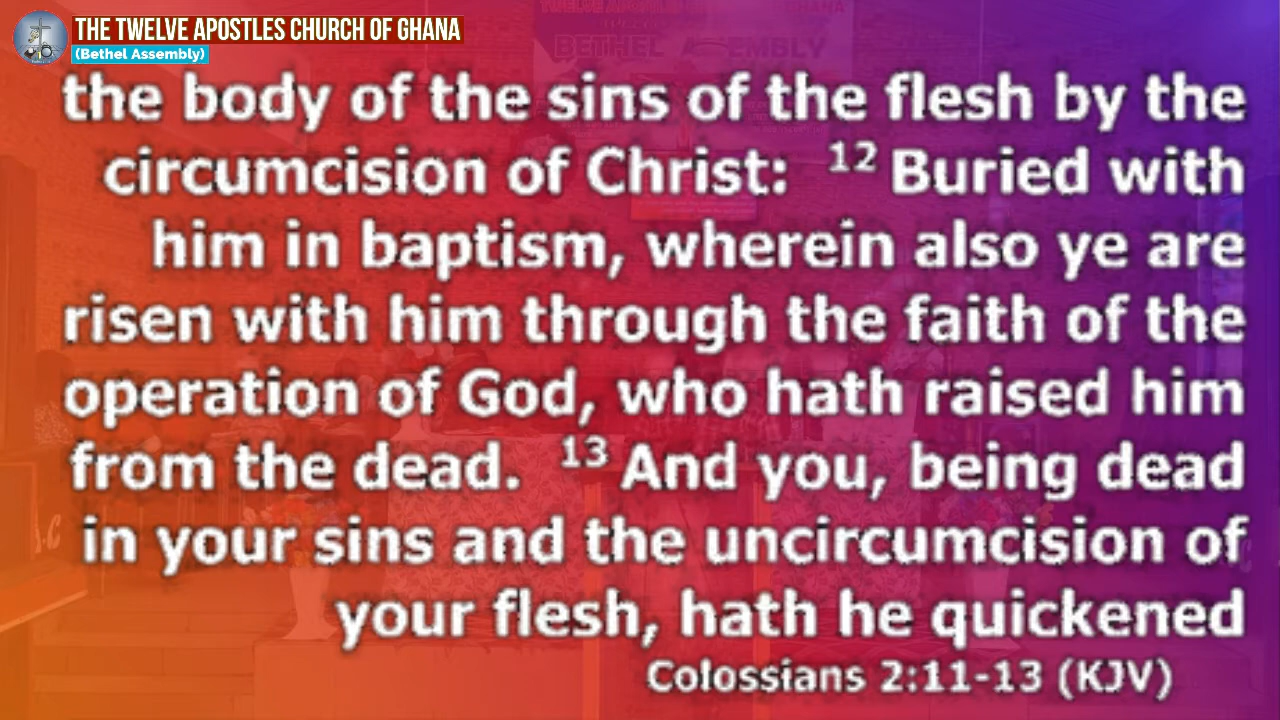 THE TWELVE APOSTLES CHURCH OF GHANA
(Bethel Assembly)
the body of the sins of the flesh by the
circumcision of Christ: 12 Buried with
him in baptism, wherein also ye are
risen with him through the faith of the
operation of God, who hath raised him
from the dead. 13 And you, being dead
in your sins and the uncircumcision of
your flesh, hath he quickened
Colossians 2:11-13 (KJV)